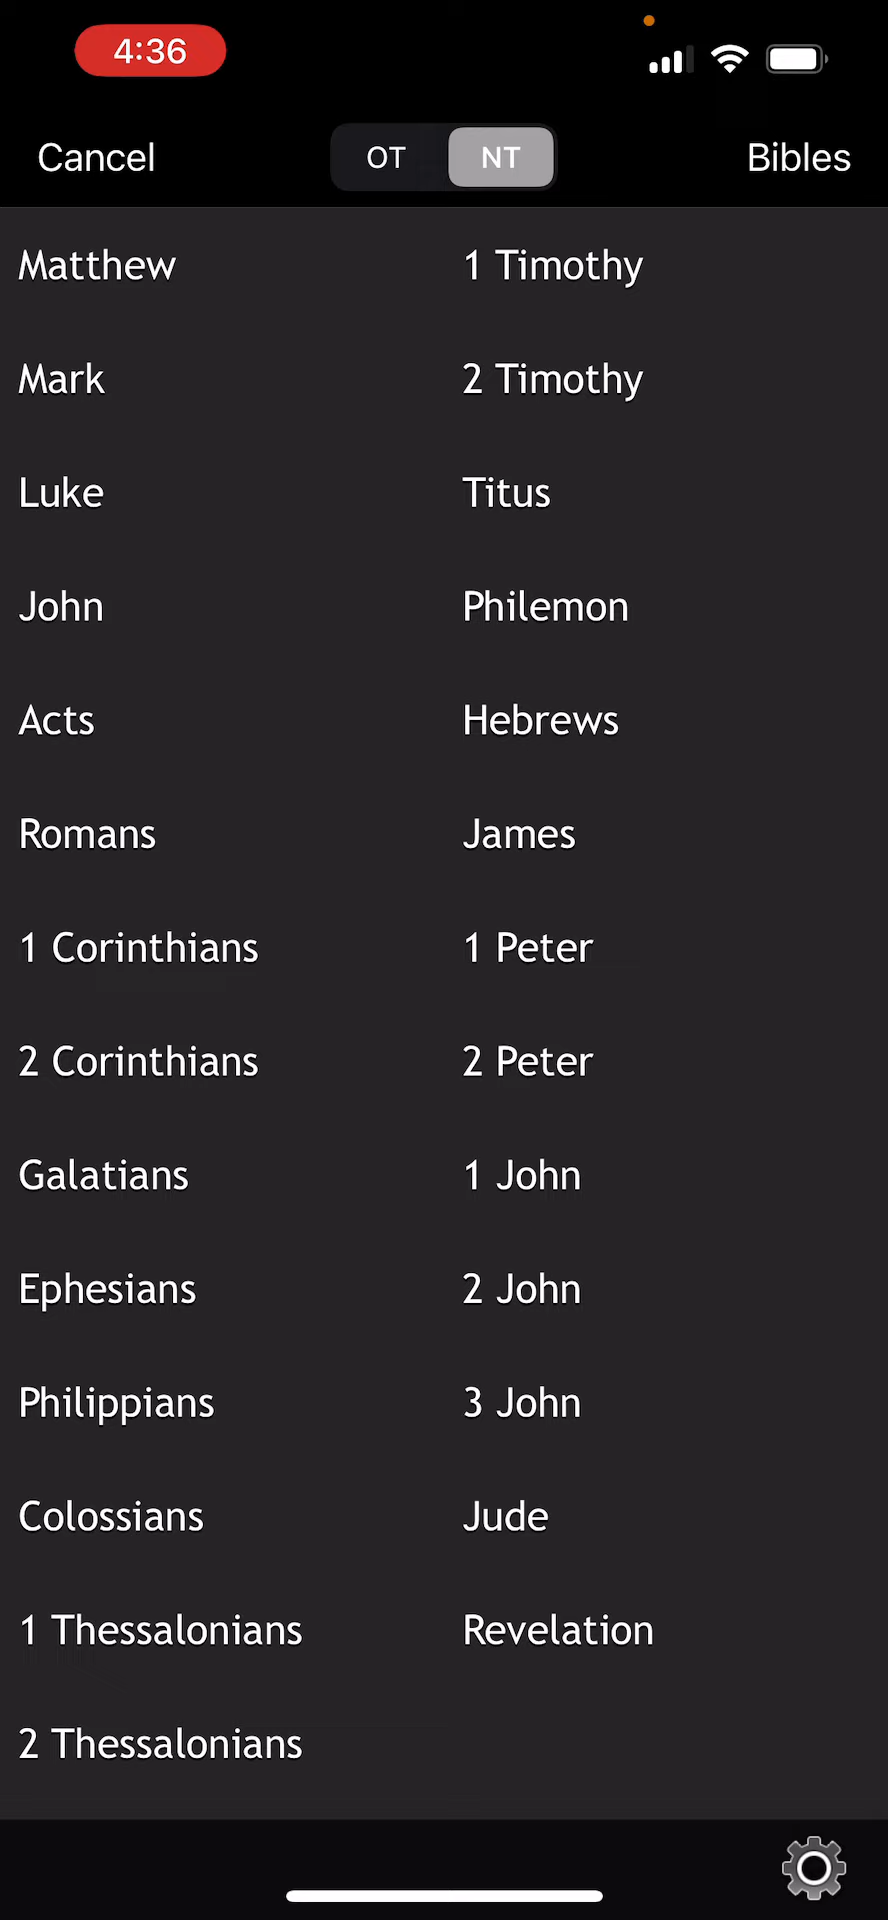 4:36
Cancel
OT
NT
Bibles
Matthew
Mark
Luke
John
Acts
Romans
1 Corinthians
2 Corinthians
Galatians
Ephesians
Philippians
Colossians
1 Thessalonians
2 Thessalonians
1 Timothy
2 Timothy
Titus
Philemon
Hebrews
James
1 Peter
2 Peter
1 John
2 John
3 John
Jude
Revelation